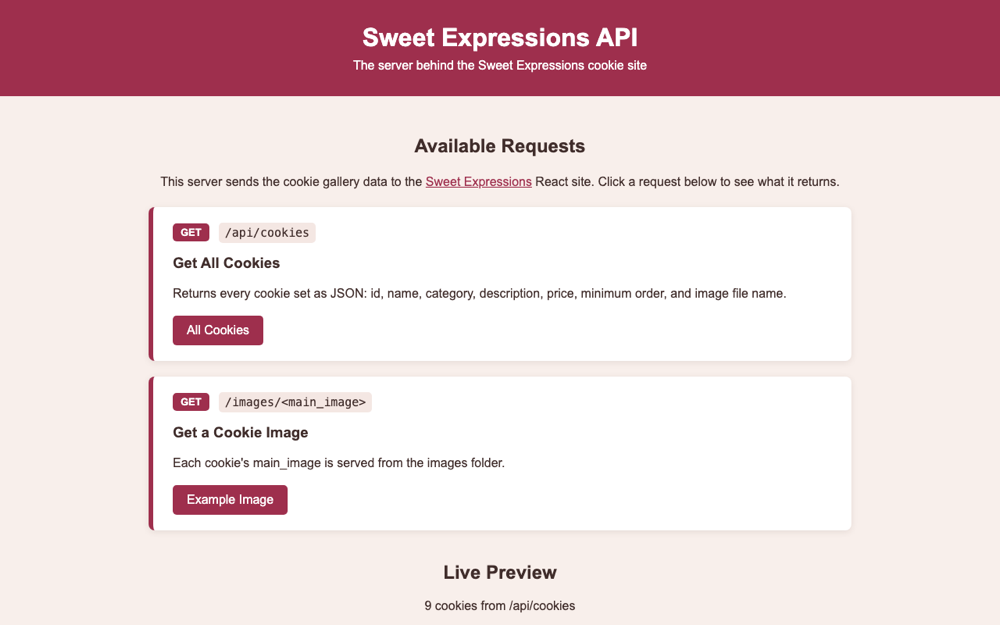 Sweet Expressions API
The server behind the Sweet Expressions cookie site
Available Requests
This server sends the cookie gallery data to the Sweet Expressions React site. Click a request below to see what it returns.
GET /api/cookies
Get All Cookies
Returns every cookie set as JSON: id, name, category, description, price, minimum order, and image file name.
All Cookies
GET /images/<main_image>
Get a Cookie Image
Each cookie's main_image is served from the images folder.
Example Image
Live Preview
9 cookies from /api/cookies